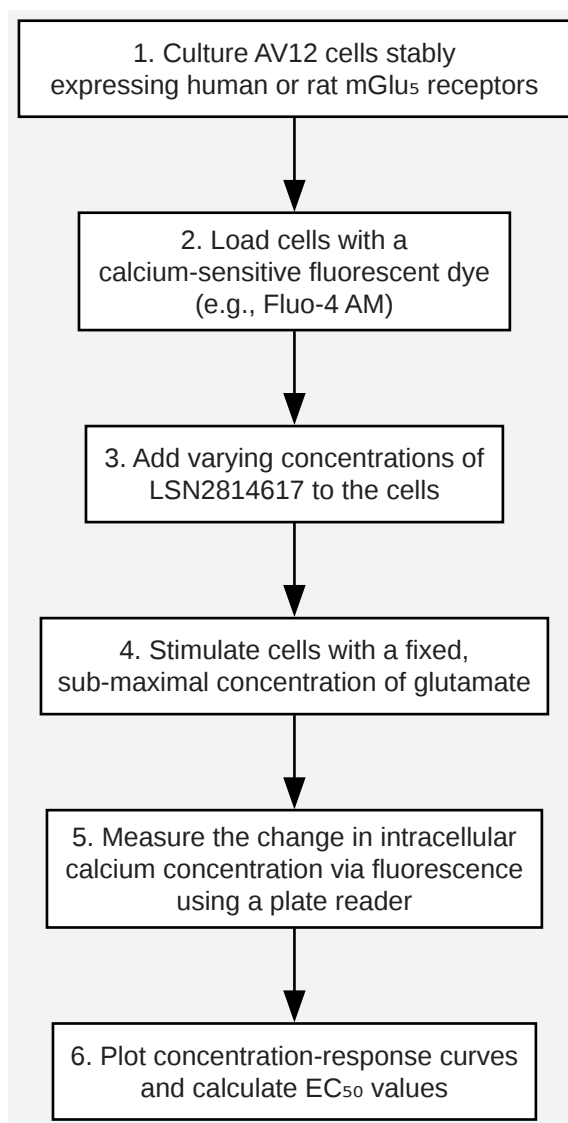 1. Culture AV12 cells stably
expressing human or rat mGlu₅ receptors
2. Load cells with a
calcium-sensitive fluorescent dye
(e.g., Fluo-4 AM)
3. Add varying concentrations of
LSN2814617 to the cells
4. Stimulate cells with a fixed,
sub-maximal concentration of glutamate
5. Measure the change in intracellular
calcium concentration via fluorescence
using a plate reader
6. Plot concentration-response curves
and calculate EC₅₀ values